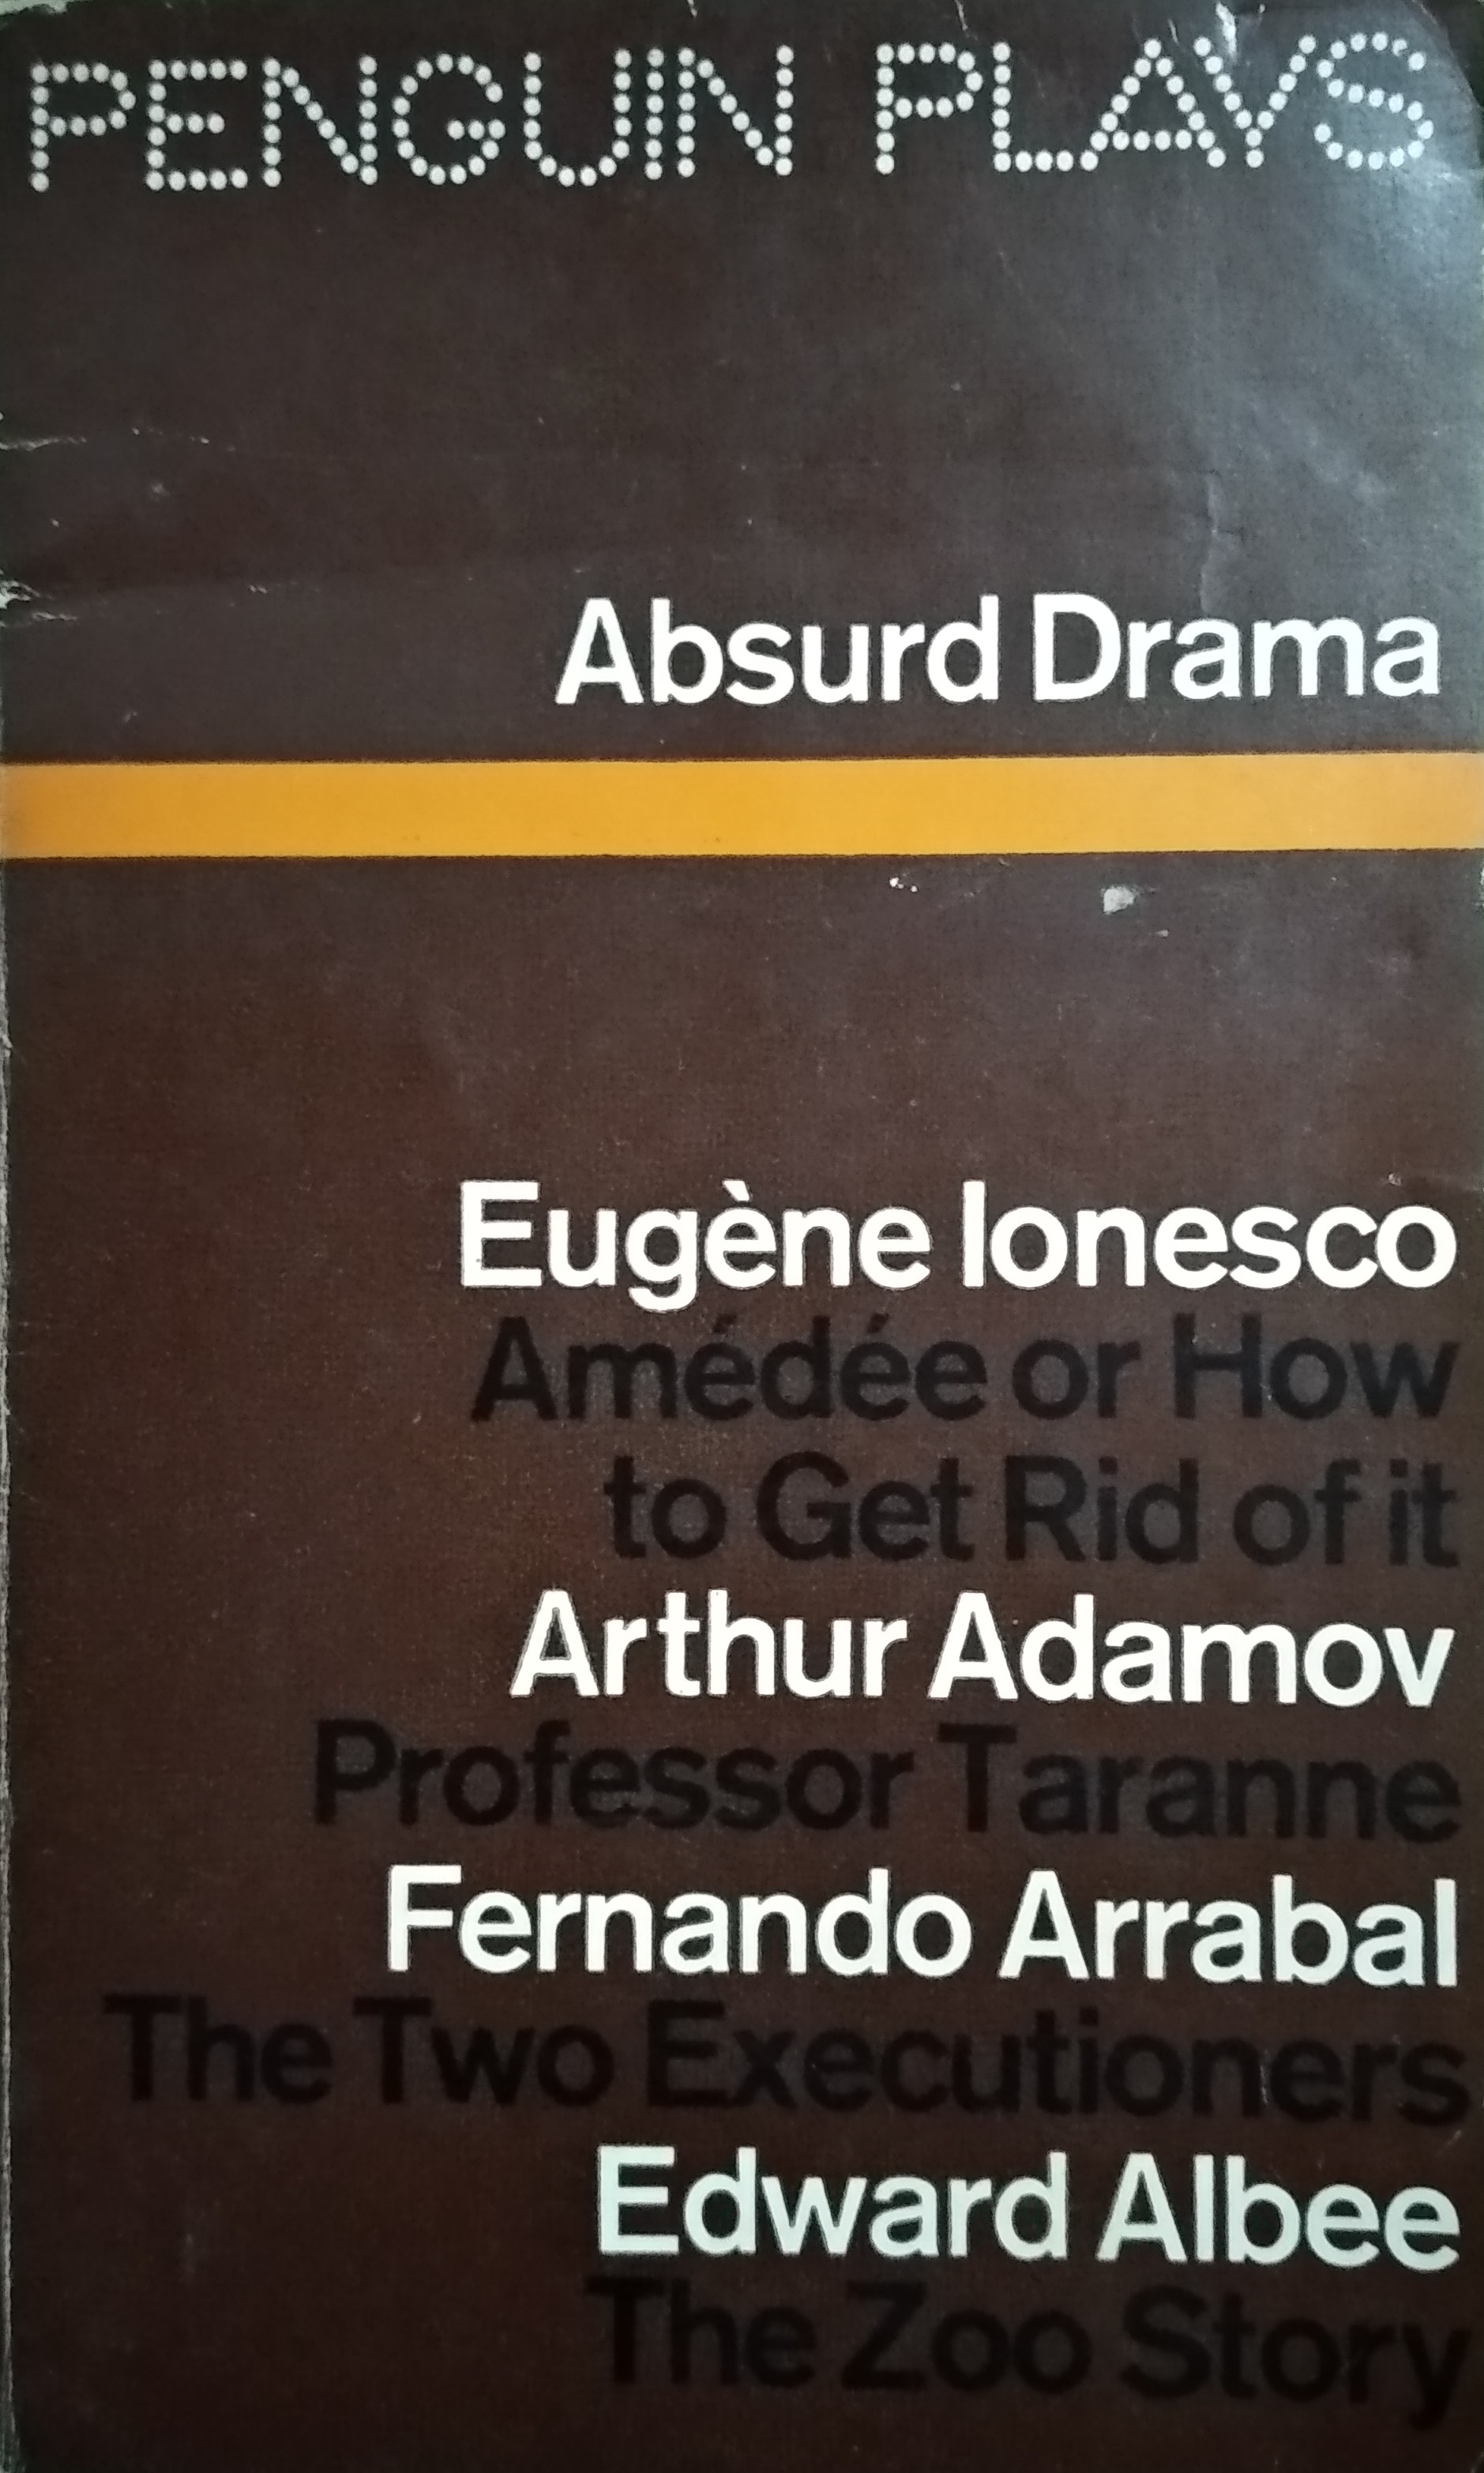 PENGUIN PLAYS
Absurd Drama
Eugène Ionesco
Amédée or How
to Get Rid of it
Arthur Adamov
Professor Taranne
Fernando Arrabal
The Two Executioners
Edward Albee
The Zoo Story